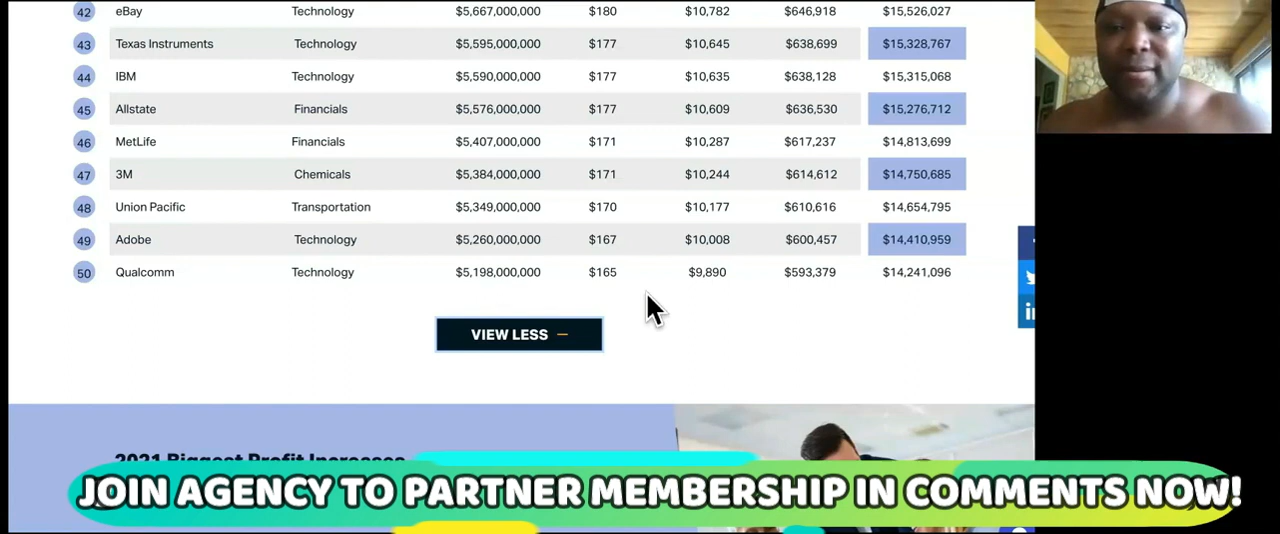 42 eBay Technology $5,667,000,000 $180 $10,782 $646,918 $15,526,027
43 Texas Instruments Technology $5,595,000,000 $177 $10,645 $638,699 $15,328,767
44 IBM Technology $5,590,000,000 $177 $10,635 $638,128 $15,315,068
45 Allstate Financials $5,576,000,000 $177 $10,609 $636,530 $15,276,712
46 MetLife Financials $5,407,000,000 $171 $10,287 $617,237 $14,813,699
47 3M Chemicals $5,384,000,000 $171 $10,244 $614,612 $14,750,685
48 Union Pacific Transportation $5,349,000,000 $170 $10,177 $610,616 $14,654,795
49 Adobe Technology $5,260,000,000 $167 $10,008 $600,457 $14,410,959
50 Qualcomm Technology $5,198,000,000 $165 $9,890 $593,379 $14,241,096
in
VIEW LESS –
2021 Biggest Profit Increases
JOIN AGENCY TO PARTNER MEMBERSHIP IN COMMENTS NOW!